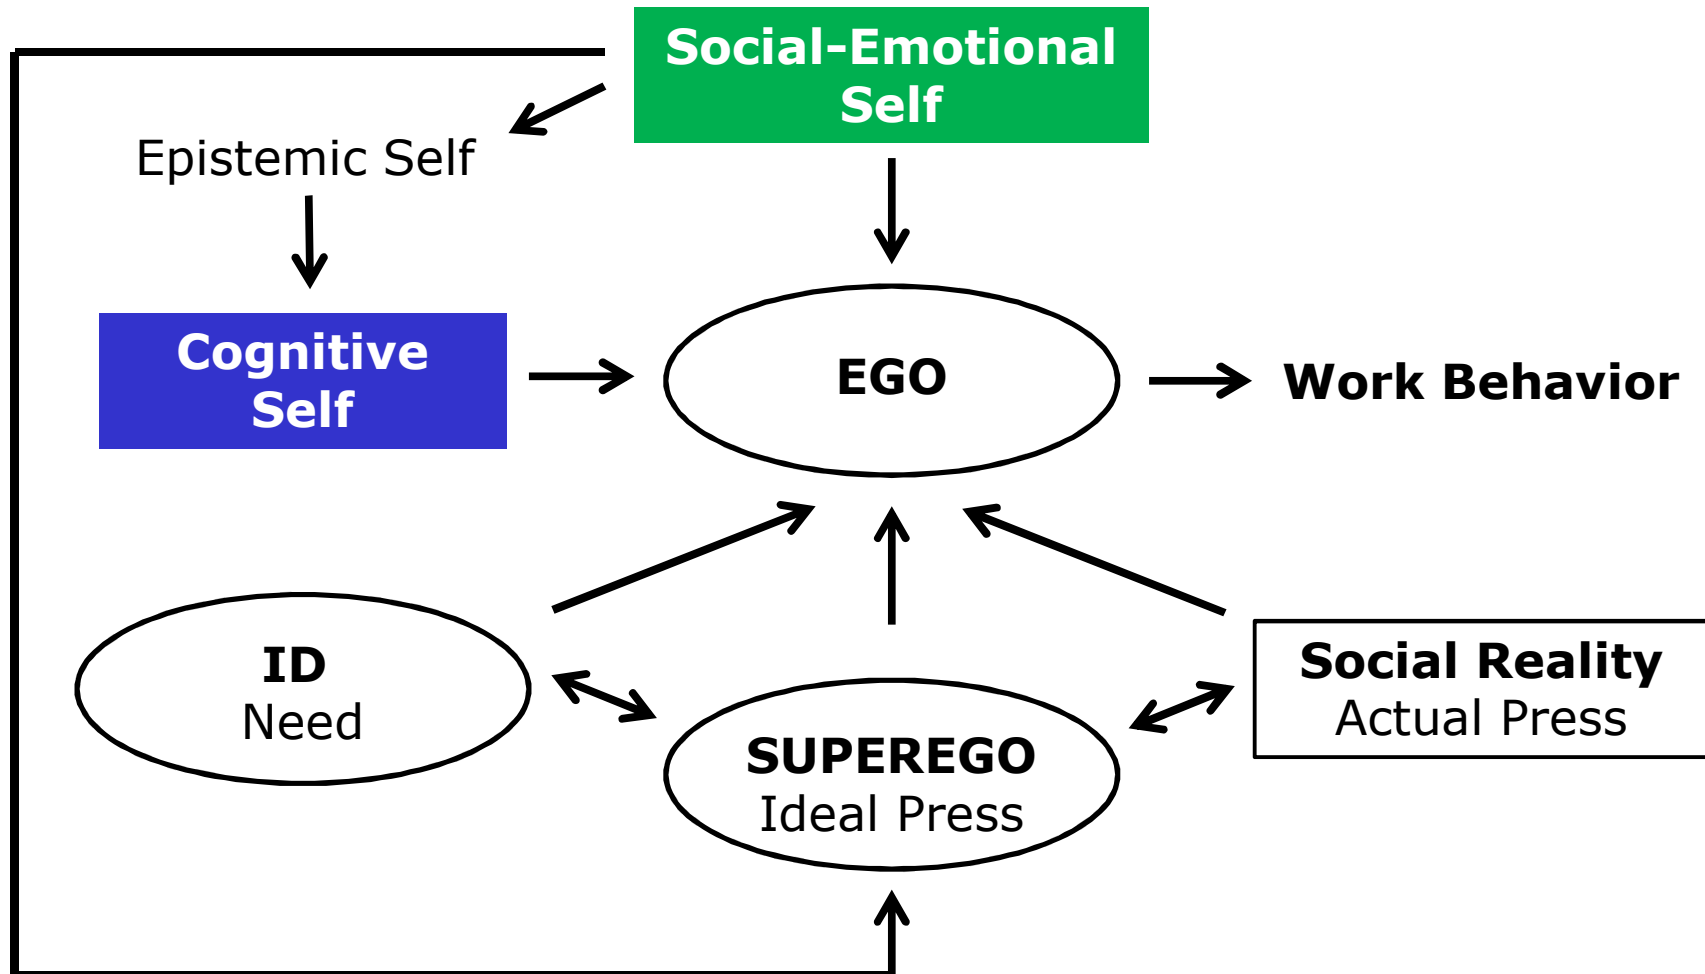 Social-Emotional
Self
Epistemic Self
Cognitive
Self
EGO
Work Behavior
ID
Need
SUPEREGO
Ideal Press
Social Reality
Actual Press